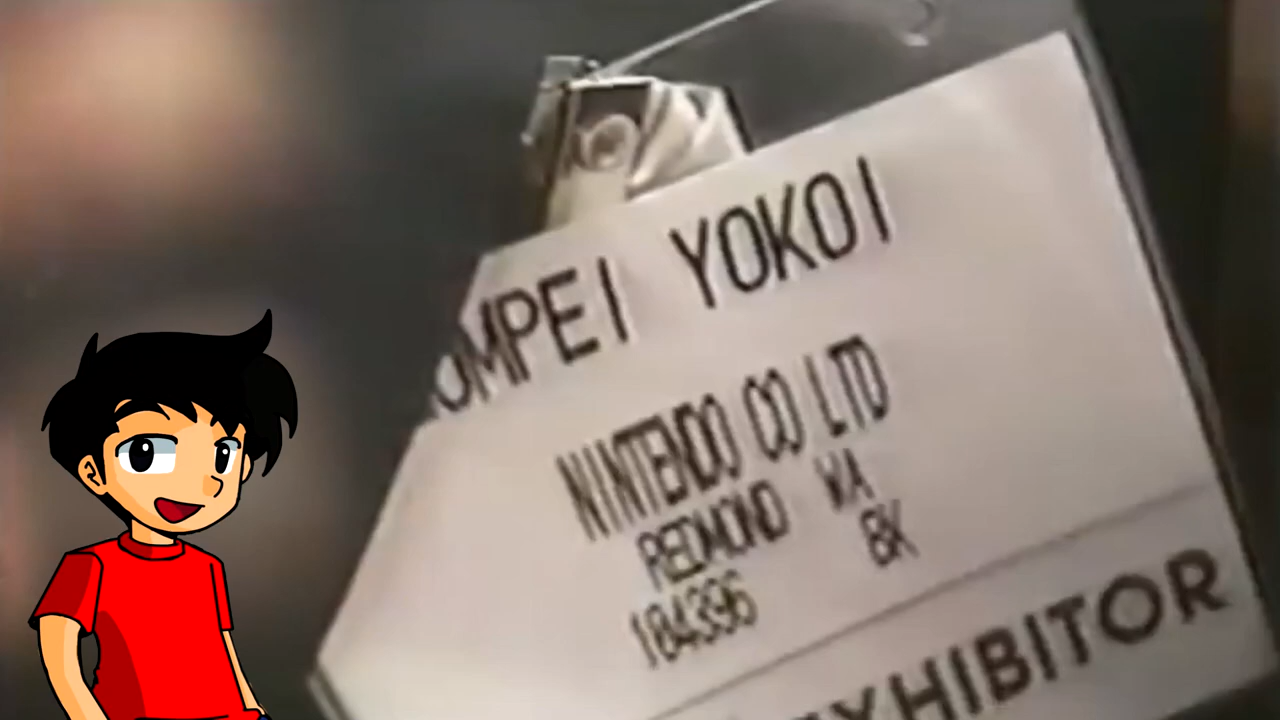 OMPEI YOKOI
NINTENDO CO LTD
REDMOND WA
184396 BK
EXHIBITOR